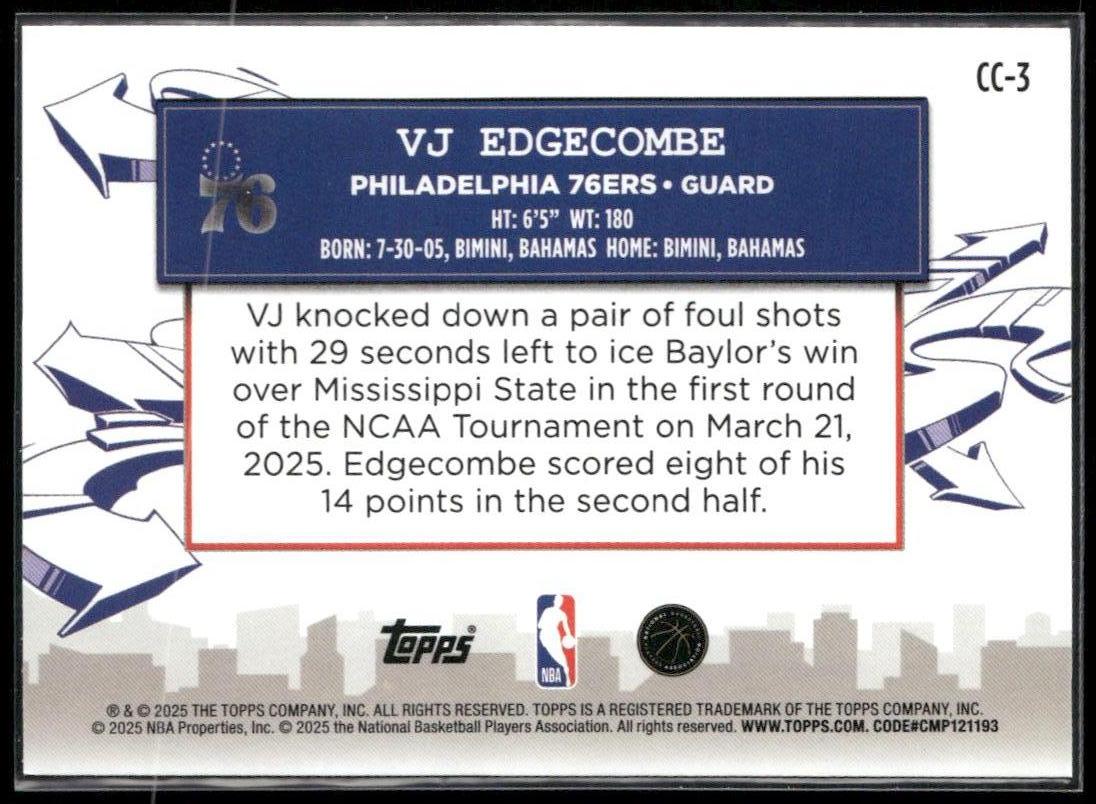 CC-3
VJ EDGECOMBE
PHILADELPHIA 76ERS • GUARD
76
HT: 6'5" WT: 180
BORN: 7-30-05, BIMINI, BAHAMAS HOME: BIMINI, BAHAMAS
VJ knocked down a pair of foul shots
with 29 seconds left to ice Baylor's win
over Mississippi State in the first round
of the NCAA Tournament on March 21,
2025. Edgecombe scored eight of his
14 points in the second half.
topps®
NBA
NATIONAL BASKETBALL
ASSOCIATION
® & © 2025 THE TOPPS COMPANY, INC. ALL RIGHTS RESERVED. TOPPS IS A REGISTERED TRADEMARK OF THE TOPPS COMPANY, INC.
© 2025 NBA Properties, Inc. © 2025 the National Basketball Players Association. All rights reserved. WWW.TOPPS.COM. CODE#CMP121193